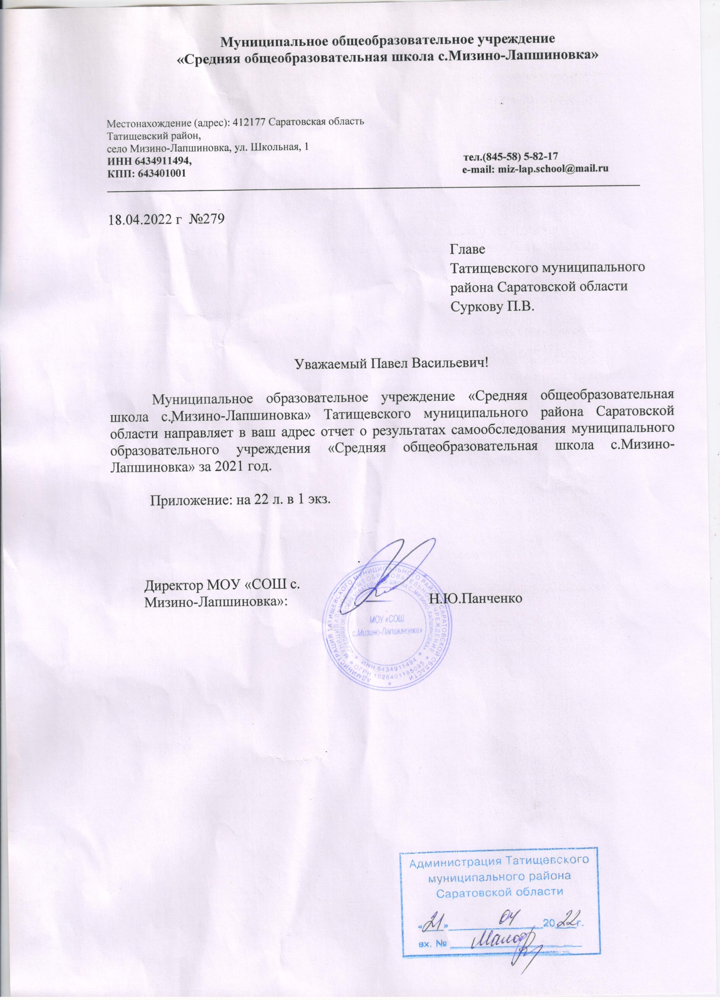 Муниципальное общеобразовательное учреждение
«Средняя общеобразовательная школа с.Мизино-Лапшиновка»
Местонахождение (адрес): 412177 Саратовская область
Татищевский район,
село Мизино-Лапшиновка, ул. Школьная, 1
ИНН 6434911494,
КПП: 643401001
тел.(845-58) 5-82-17
e-mail: miz-lap.school@mail.ru
18.04.2022 г №279
Главе
Татищевского муниципального
района Саратовской области
Суркову П.В.
Уважаемый Павел Васильевич!
Муниципальное образовательное учреждение «Средняя общеобразовательная
школа с.Мизино-Лапшиновка» Татищевского муниципального района Саратовской
области направляет в ваш адрес отчет о результатах самообследования муниципального
образовательного учреждения «Средняя общеобразовательная школа с.Мизино-
Лапшиновка» за 2021 год.
Приложение: на 22 л. в 1 экз.
Директор МОУ «СОШ с.
Мизино-Лапшиновка»:
Н.Ю.Панченко
АДМИНИСТРАЦИЯ ТАТИЩЕВСКОГО МУНИЦИПАЛЬНОГО РАЙОНА САРАТОВСКОЙ ОБЛАСТИ
МУНИЦИПАЛЬНОЕ ОБЩЕОБРАЗОВАТЕЛЬНОЕ УЧРЕЖДЕНИЕ
«СРЕДНЯЯ ОБЩЕОБРАЗОВАТЕЛЬНАЯ ШКОЛА С.МИЗИНО-ЛАПШИНОВКА»
МОУ «СОШ
с.Мизино-Лапшиновка»
ИНН 6434911494
ОГРН 1026401185095
Администрация Татищевского
муниципального района
Саратовской области
«21» 04 2022г.
вх. №